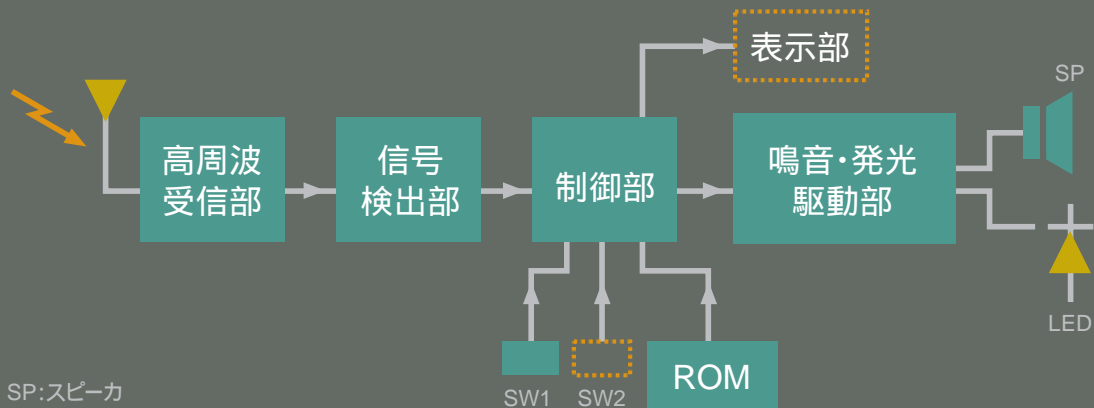 表示部
SP
高周波
受信部
信号
検出部
制御部
鳴音・発光
駆動部
LED
ROM
SW1
SW2
SP:スピーカ